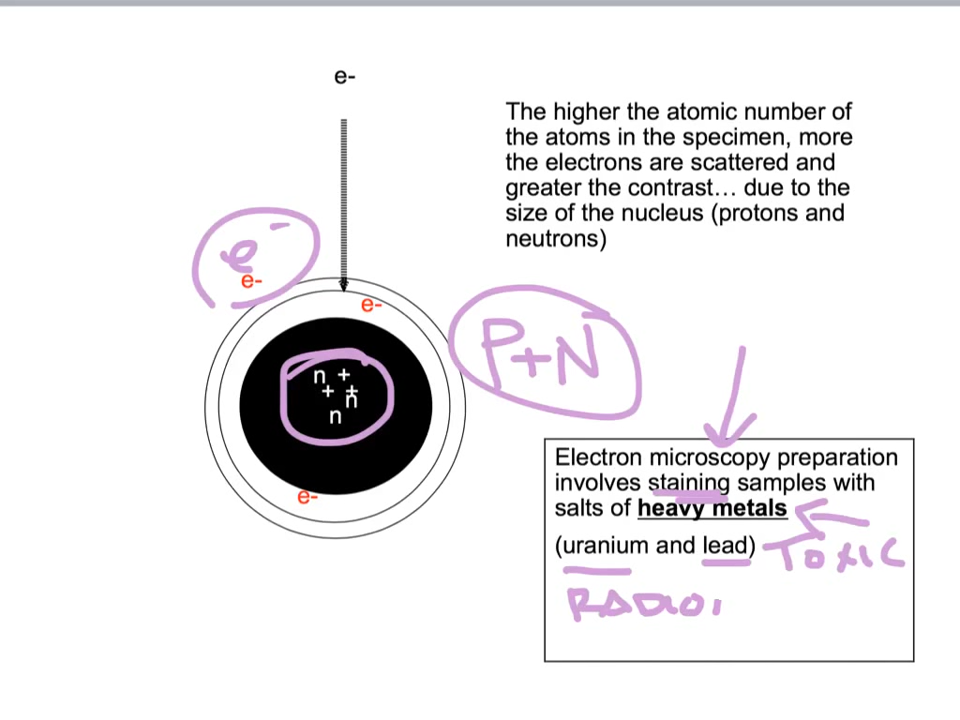 e-
The higher the atomic number of
the atoms in the specimen, more
the electrons are scattered and
greater the contrast... due to the
size of the nucleus (protons and
neutrons)
e-
e-
e-
P+N
n +
+ +
n
n
e-
Electron microscopy preparation
involves staining samples with
salts of heavy metals
(uranium and lead) TOXIC
RADIOI